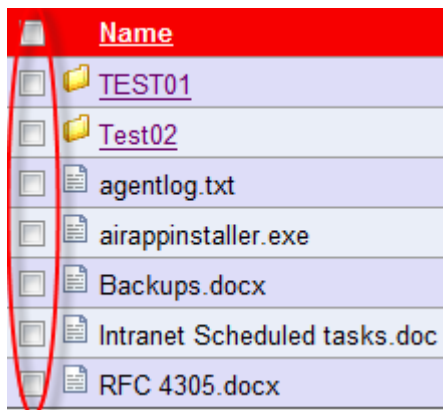 Name
TEST01
Test02
agentlog.txt
airappinstaller.exe
Backups.docx
Intranet Scheduled tasks.doc
RFC 4305.docx